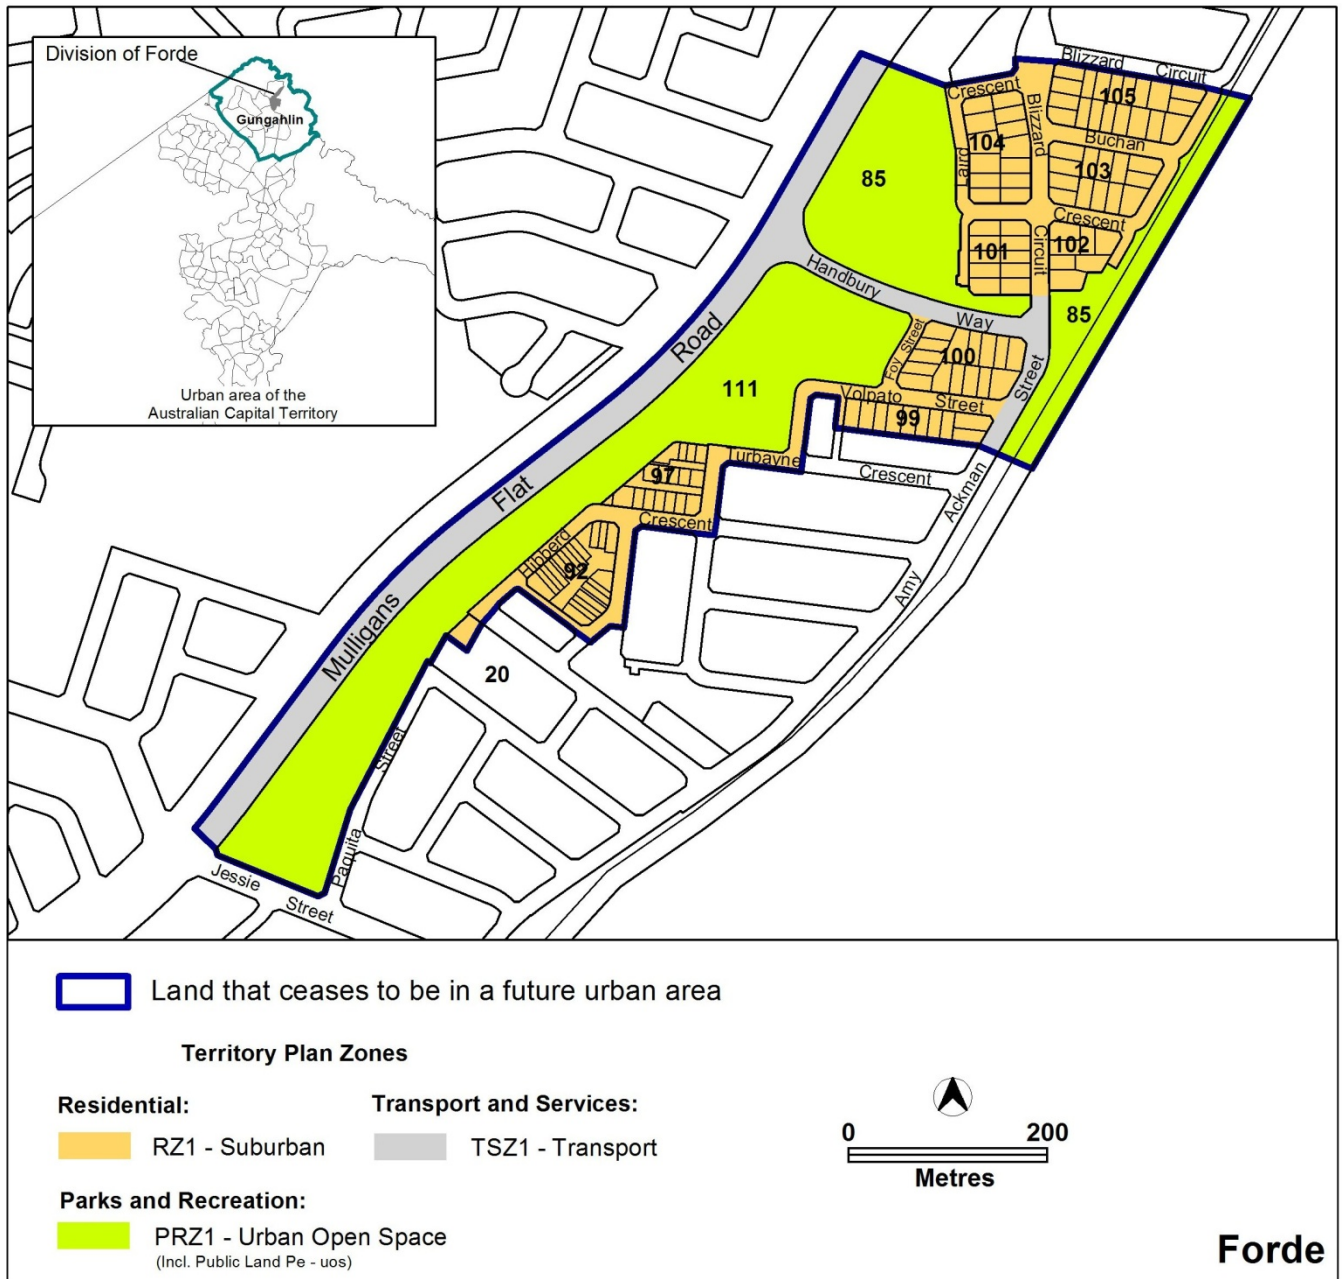 Division of Forde
Gungahlin
Urban area of the
Australian Capital Territory
Blizzard Circuit
Crescent
105
Blizzard
104
Buchan
Laird
103
85
Crescent
101
Circuit
102
Handbury Way
85
Foy Street
100
Street
Road
111
Volpato Street
99
Turbayne
Crescent
97
Flat
Ackman
Crescent
Hibberd
92
Amy
Mulligans
20
Street
Paquita
Jessie Street
Land that ceases to be in a future urban area
Territory Plan Zones
Residential:
Transport and Services:
RZ1 - Suburban
TSZ1 - Transport
Parks and Recreation:
PRZ1 - Urban Open Space
(Incl. Public Land Pe - uos)
0 200
Metres
Forde